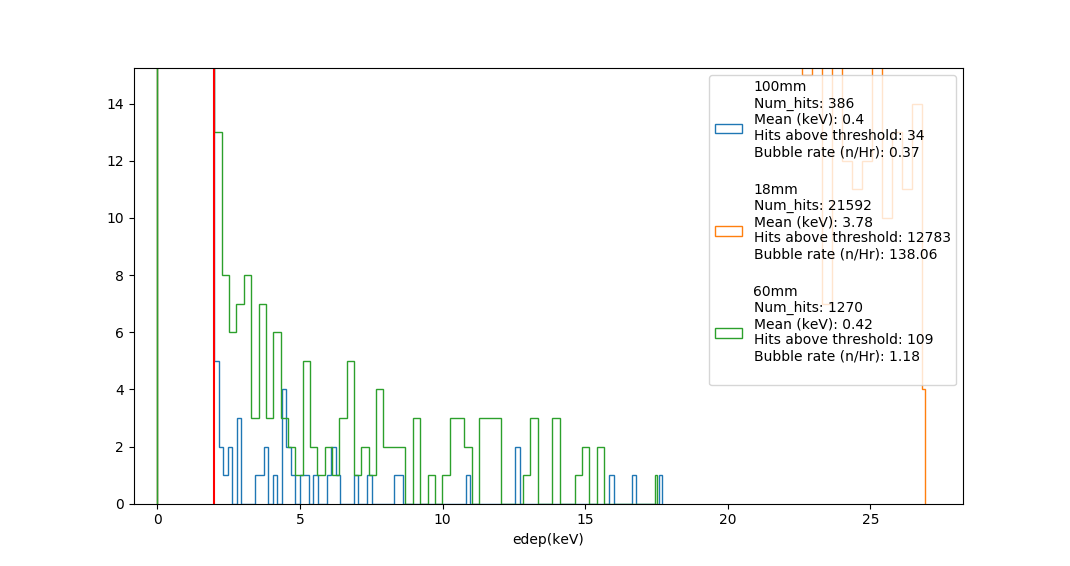 14
12
10
8
6
4
2
0
0
5
10
15
20
25
edep(keV)
100mm
Num_hits: 386
Mean (keV): 0.4
Hits above threshold: 34
Bubble rate (n/Hr): 0.37
18mm
Num_hits: 21592
Mean (keV): 3.78
Hits above threshold: 12783
Bubble rate (n/Hr): 138.06
60mm
Num_hits: 1270
Mean (keV): 0.42
Hits above threshold: 109
Bubble rate (n/Hr): 1.18